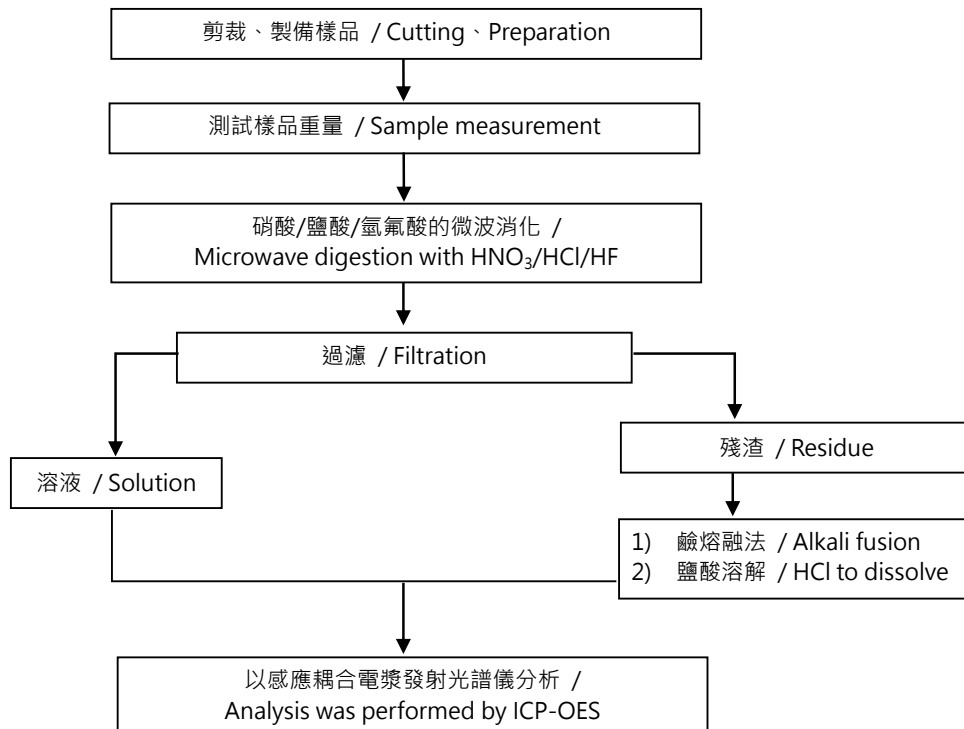 剪裁、製備樣品 / Cutting、Preparation
測試樣品重量 / Sample measurement
硝酸/鹽酸/氫氟酸的微波消化 /
Microwave digestion with HNO₃/HCl/HF
過濾 / Filtration
溶液 / Solution
殘渣 / Residue
1) 鹼熔融法 / Alkali fusion
2) 鹽酸溶解 / HCl to dissolve
以感應耦合電漿發射光譜儀分析 /
Analysis was performed by ICP-OES